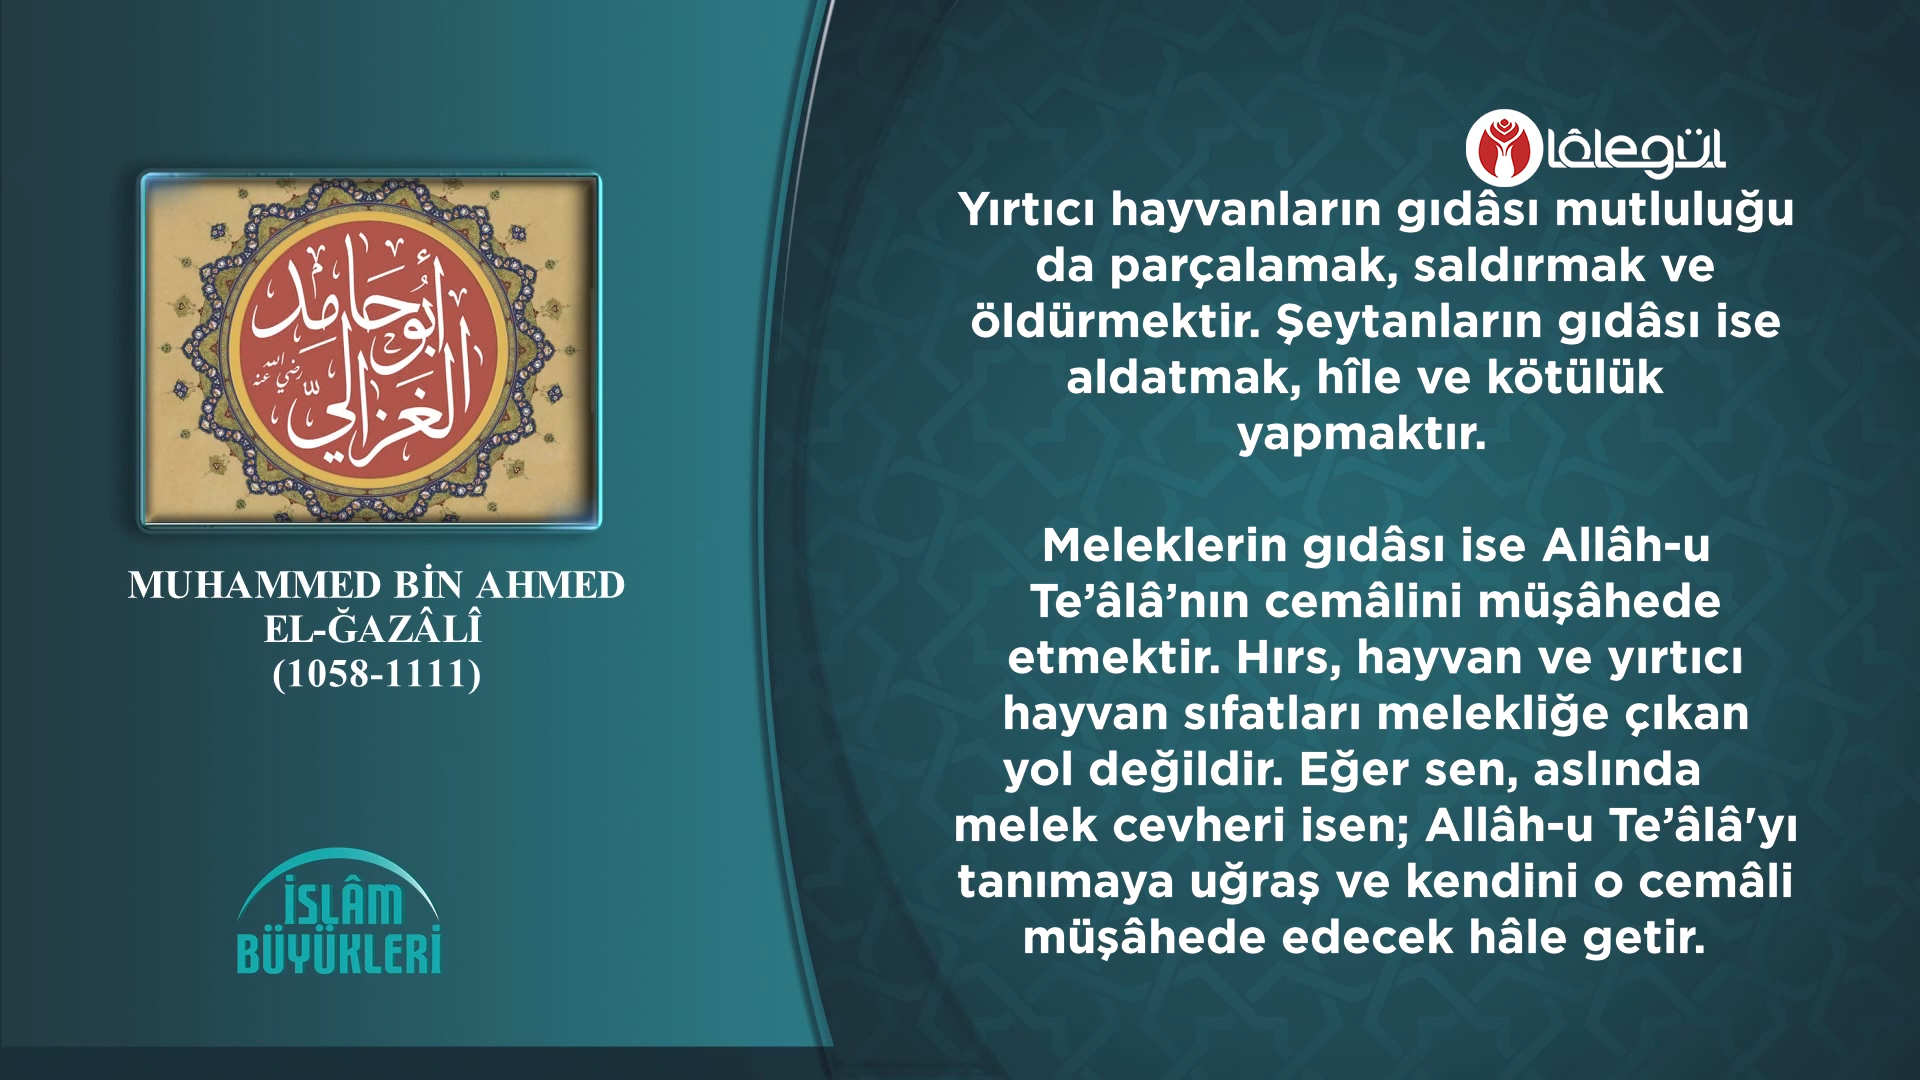 أبو حامد
الغزالي
رضي الله عنه
MUHAMMED BİN AHMED
EL-ĞAZÂLÎ
(1058-1111)
İSLÂM
BÜYÜKLERİ
lâlegül
Yırtıcı hayvanların gıdâsı mutluluğu
da parçalamak, saldırmak ve
öldürmektir. Şeytanların gıdâsı ise
aldatmak, hîle ve kötülük
yapmaktır.
Meleklerin gıdâsı ise Allâh-u
Te’âlâ’nın cemâlini müşâhede
etmektir. Hırs, hayvan ve yırtıcı
hayvan sıfatları melekliğe çıkan
yol değildir. Eğer sen, aslında
melek cevheri isen; Allâh-u Te’âlâ'yı
tanımaya uğraş ve kendini o cemâli
müşâhede edecek hâle getir.